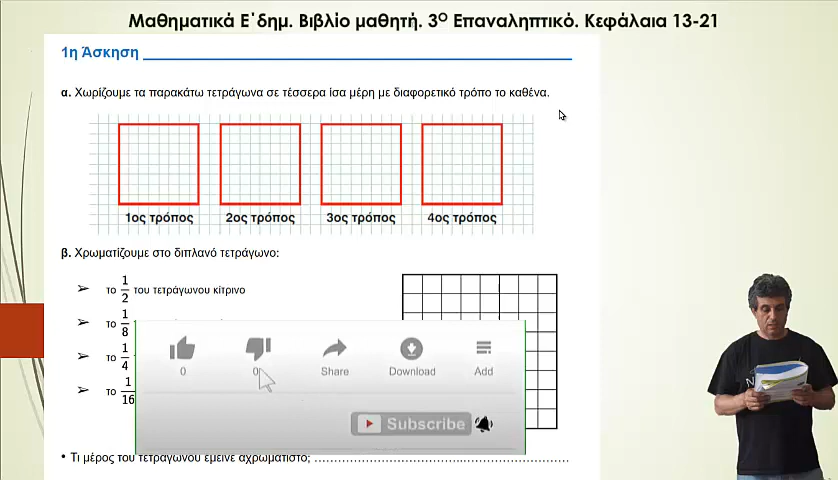 Μαθηματικά Ε΄δημ. Βιβλίο μαθητή. 3º Επαναληπτικό. Κεφάλαια 13-21
1η Άσκηση
α. Χωρίζουμε τα παρακάτω τετράγωνα σε τέσσερα ίσα μέρη με διαφορετικό τρόπο το καθένα.
1ος τρόπος 2ος τρόπος 3ος τρόπος 4ος τρόπος
β. Χρωματίζουμε στο διπλανό τετράγωνο:
➢ το 1/2 του τετράγωνου κίτρινο
➢ το 1/8
➢ το 1/4
➢ το 1/16
0 0 Share Download Add
Subscribe
• Τι μέρος του τετράγωνου έμεινε αχρωμάτιστο;